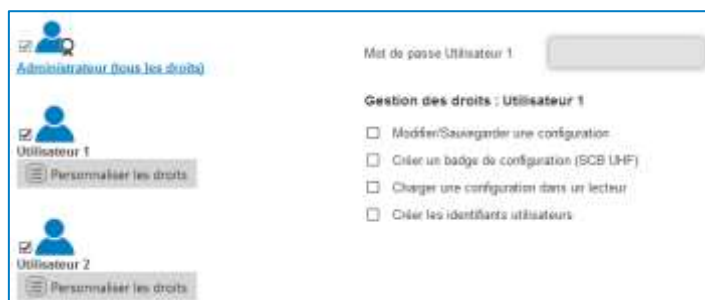 Administrateur (tous les droits)
Utilisateur 1
Personnaliser les droits
Utilisateur 2
Personnaliser les droits
Mot de passe Utilisateur 1
Gestion des droits : Utilisateur 1
Modifier/Sauvegarder une configuration
Créer un badge de configuration (SCB UHF)
Charger une configuration dans un lecteur
Créer les identifiants utilisateurs